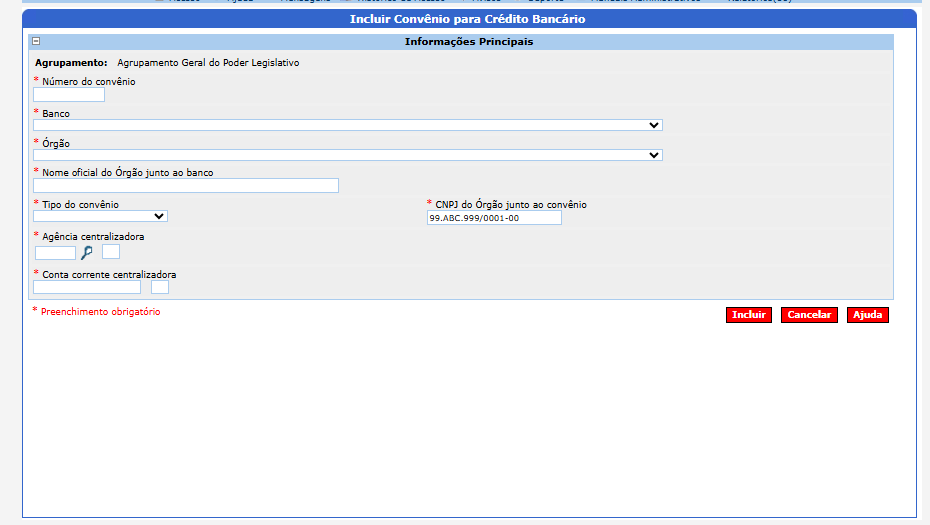 Incluir Convênio para Crédito Bancário
Informações Principais
Agrupamento: Agrupamento Geral do Poder Legislativo
* Número do convênio
* Banco
* Órgão
* Nome oficial do Órgão junto ao banco
* Tipo do convênio * CNPJ do Órgão junto ao convênio
99.ABC.999/0001-00
* Agência centralizadora
* Conta corrente centralizadora
* Preenchimento obrigatório
Incluir Cancelar Ajuda